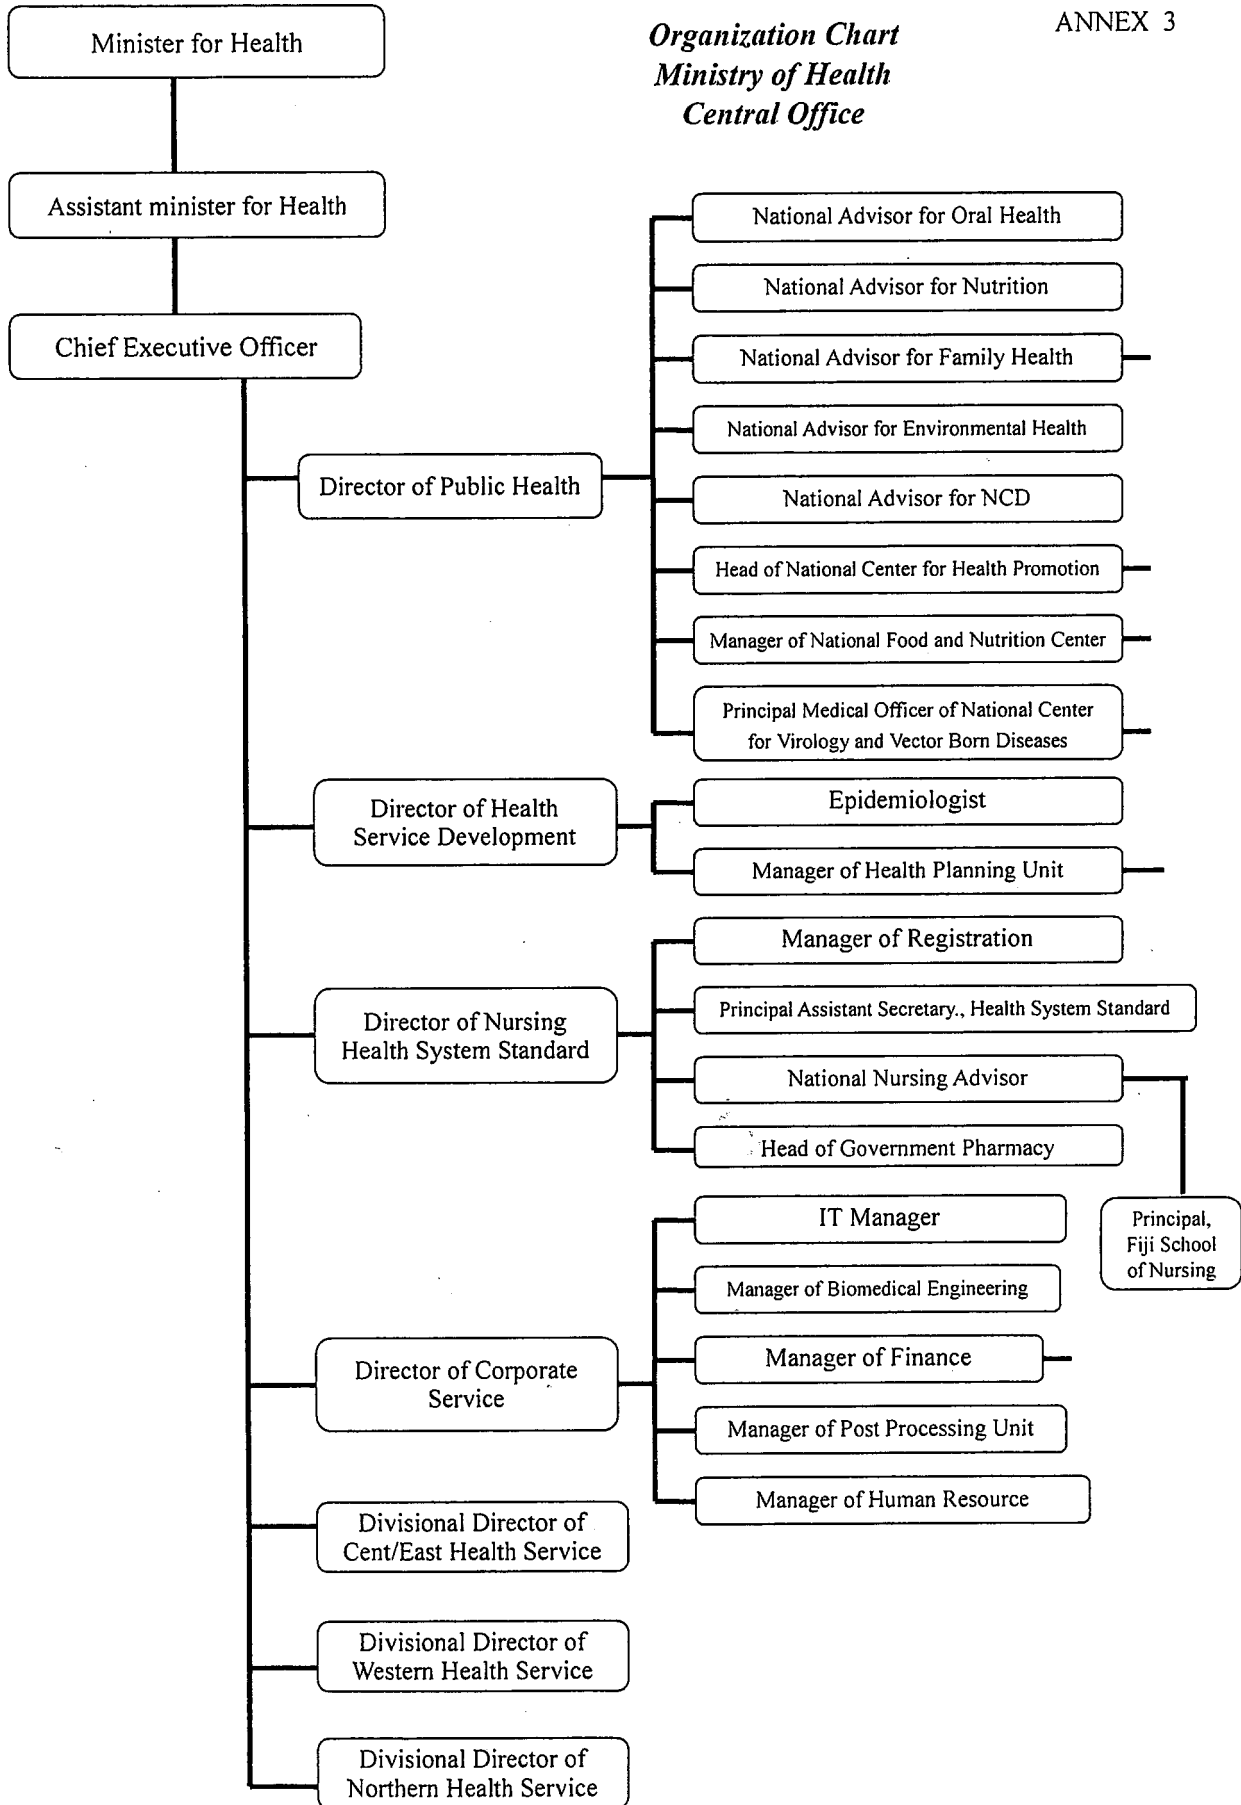 ANNEX 3
Organization Chart
Ministry of Health
Central Office
Minister for Health
Assistant minister for Health
Chief Executive Officer
Director of Public Health
National Advisor for Oral Health
National Advisor for Nutrition
National Advisor for Family Health
National Advisor for Environmental Health
National Advisor for NCD
Head of National Center for Health Promotion
Manager of National Food and Nutrition Center
Principal Medical Officer of National Center
for Virology and Vector Born Diseases
Director of Health
Service Development
Epidemiologist
Manager of Health Planning Unit
Director of Nursing
Health System Standard
Manager of Registration
Principal Assistant Secretary., Health System Standard
National Nursing Advisor
Head of Government Pharmacy
Principal,
Fiji School
of Nursing
Director of Corporate
Service
IT Manager
Manager of Biomedical Engineering
Manager of Finance
Manager of Post Processing Unit
Manager of Human Resource
Divisional Director of
Cent/East Health Service
Divisional Director of
Western Health Service
Divisional Director of
Northern Health Service